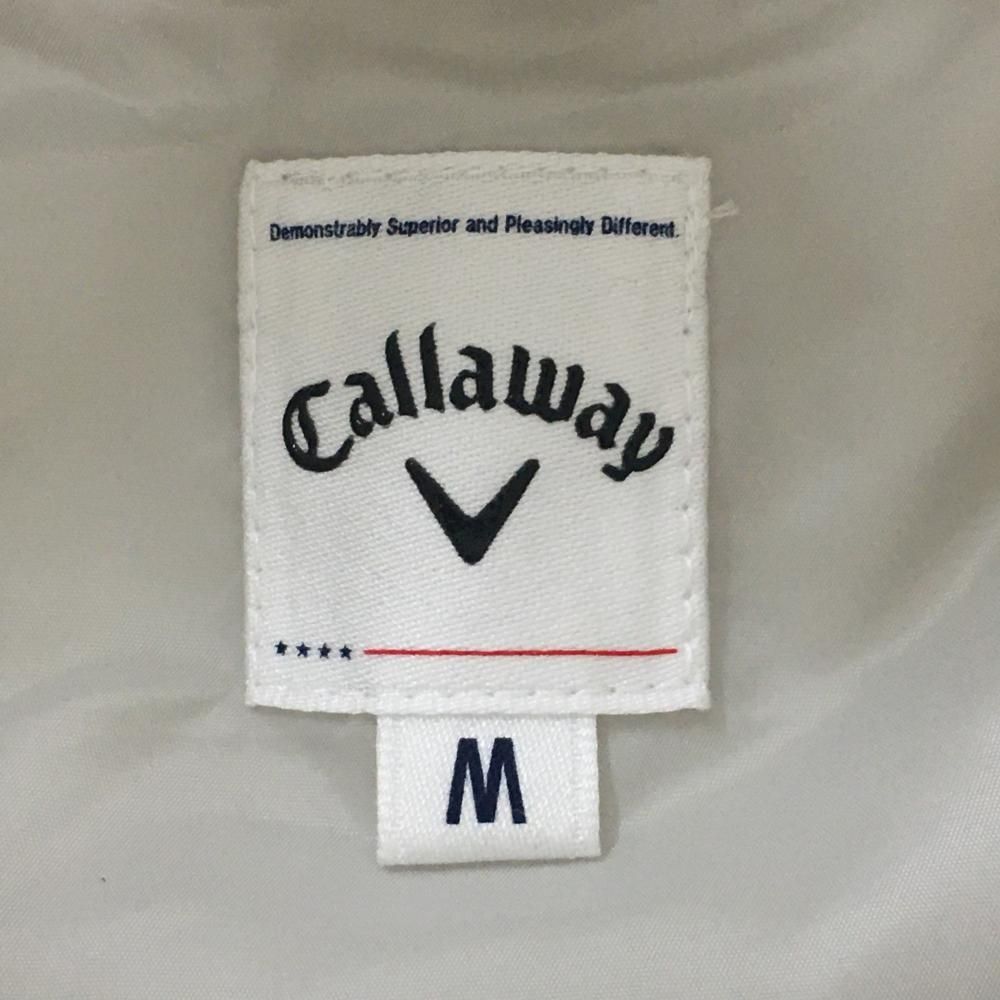 Demonstrably Superior and Pleasingly Different.
Callaway
M